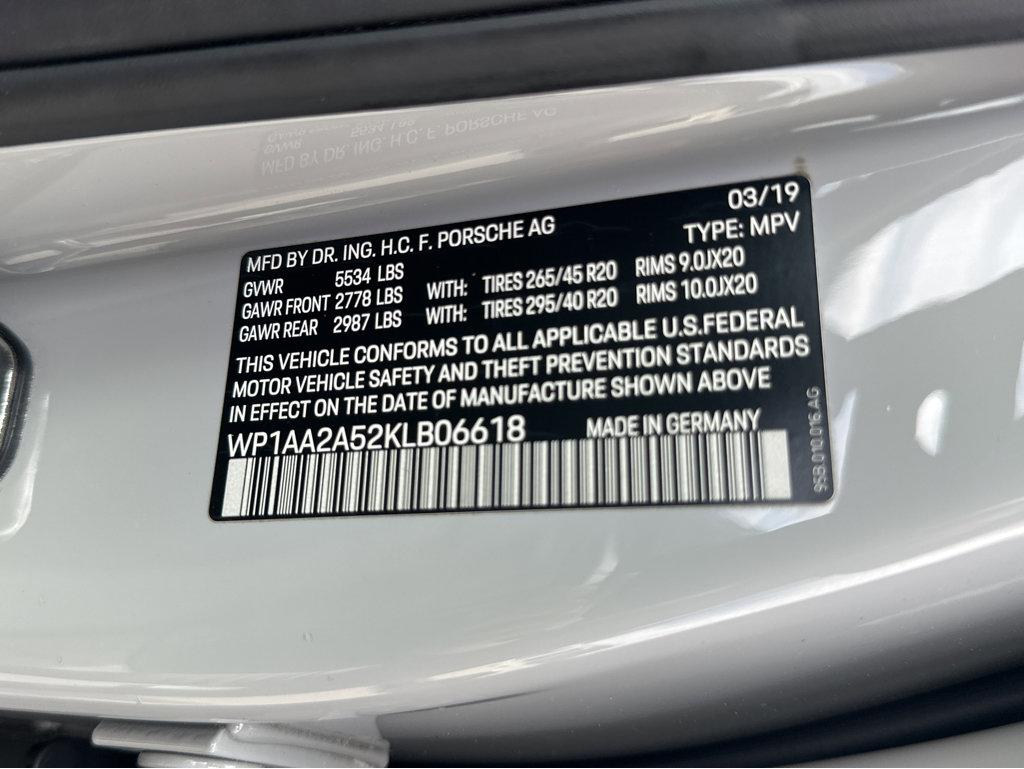 03/19
MFD BY DR. ING. H.C. F. PORSCHE AG TYPE: MPV
GVWR 5534 LBS
GAWR FRONT 2778 LBS WITH: TIRES 265/45 R20 RIMS 9.0JX20
GAWR REAR 2987 LBS WITH: TIRES 295/40 R20 RIMS 10.0JX20
THIS VEHICLE CONFORMS TO ALL APPLICABLE U.S.FEDERAL
MOTOR VEHICLE SAFETY AND THEFT PREVENTION STANDARDS
IN EFFECT ON THE DATE OF MANUFACTURE SHOWN ABOVE
WP1AA2A52KLB06618 MADE IN GERMANY
95B.010.016.AG